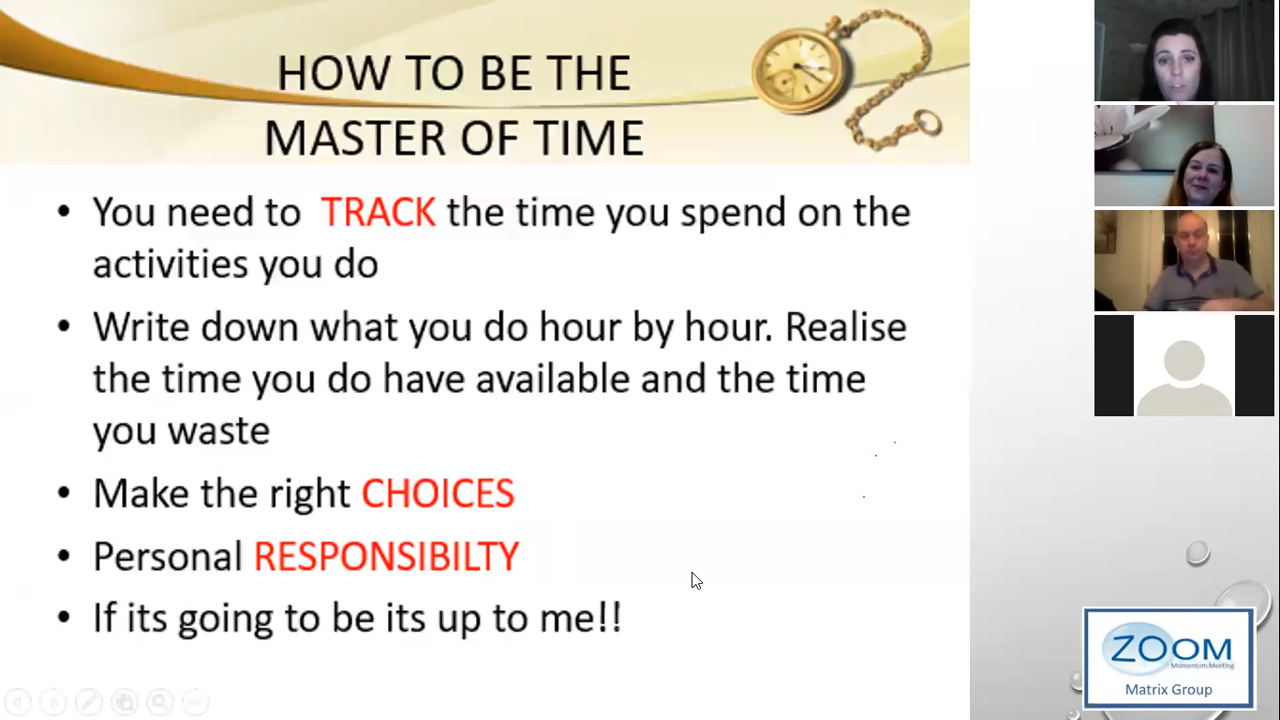 HOW TO BE THE
MASTER OF TIME
• You need to TRACK the time you spend on the
activities you do
• Write down what you do hour by hour. Realise
the time you do have available and the time
you waste
• Make the right CHOICES
• Personal RESPONSIBILTY
• If its going to be its up to me!!
ZOOM
Momentum Meeting
Matrix Group